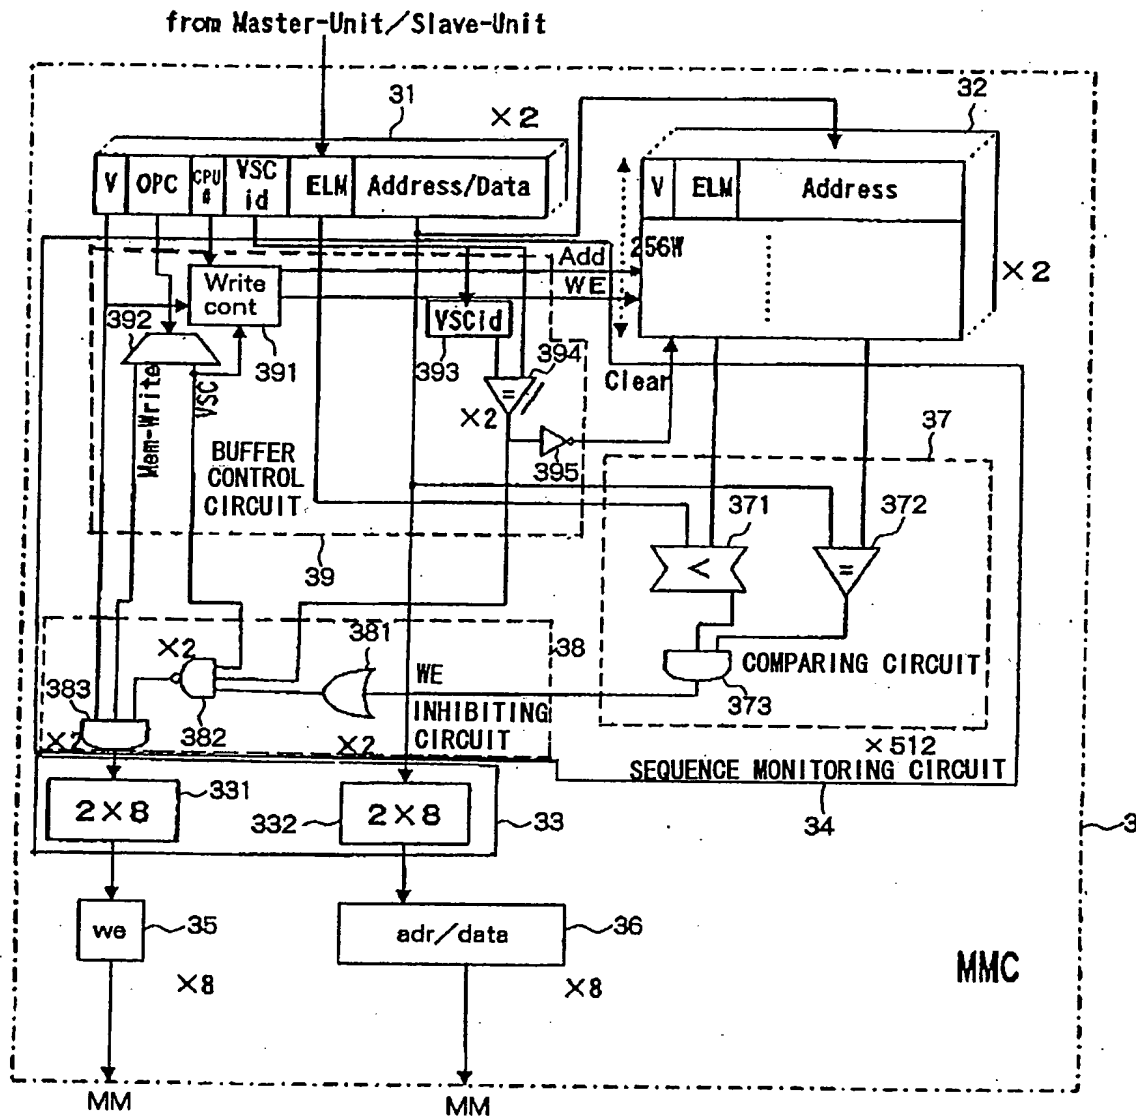 from Master-Unit/Slave-Unit
31
×2
32
V OPC CPU # VSC id ELM Address/Data
V ELM Address
256W
×2
Add
WE
Write cont
391
392
VSCid
393
394
=
×2
395
Clear
Mem-Write
VSC
BUFFER CONTROL CIRCUIT
39
37
371
<
372
=
373
COMPARING CIRCUIT
×512
38
×2
381
382
383
×2
×2
WE INHIBITING CIRCUIT
SEQUENCE MONITORING CIRCUIT
34
2×8
331
332
2×8
33
3
we
35
×8
adr/data
36
×8
MMC
MM
MM